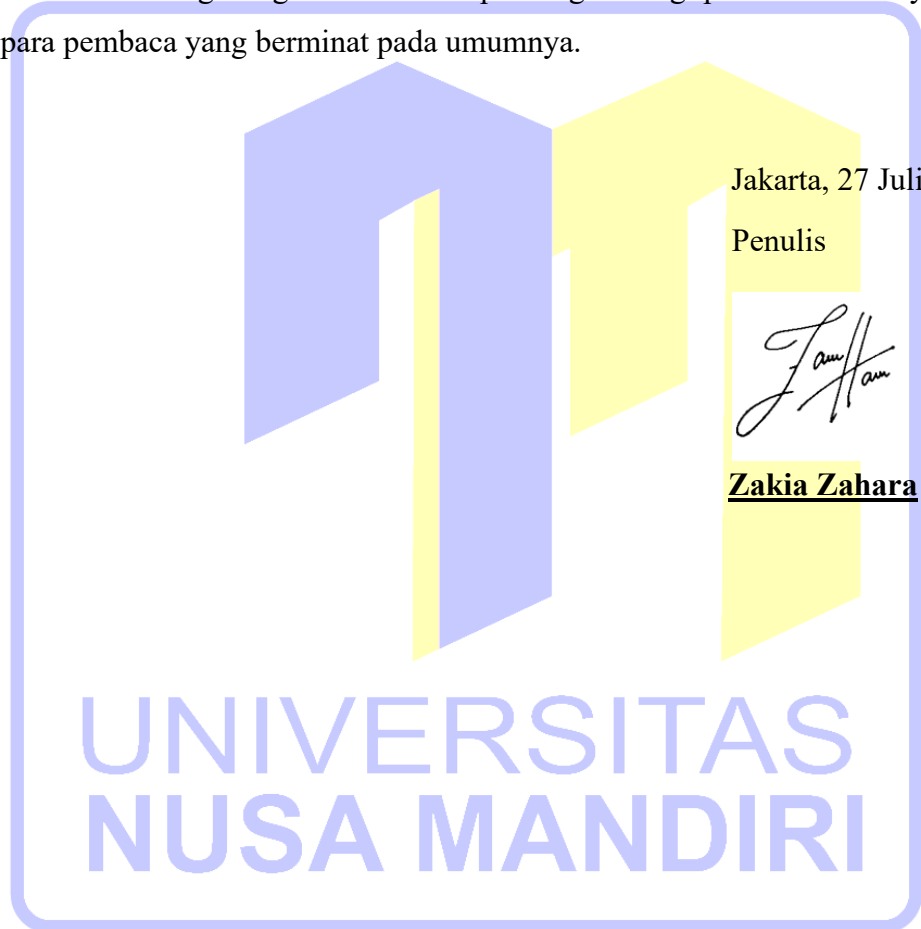 para pembaca yang berminat pada umumnya.
Jakarta, 27 Juli
Penulis
Zakia Zahara
UNIVERSITAS
NUSA MANDIRI